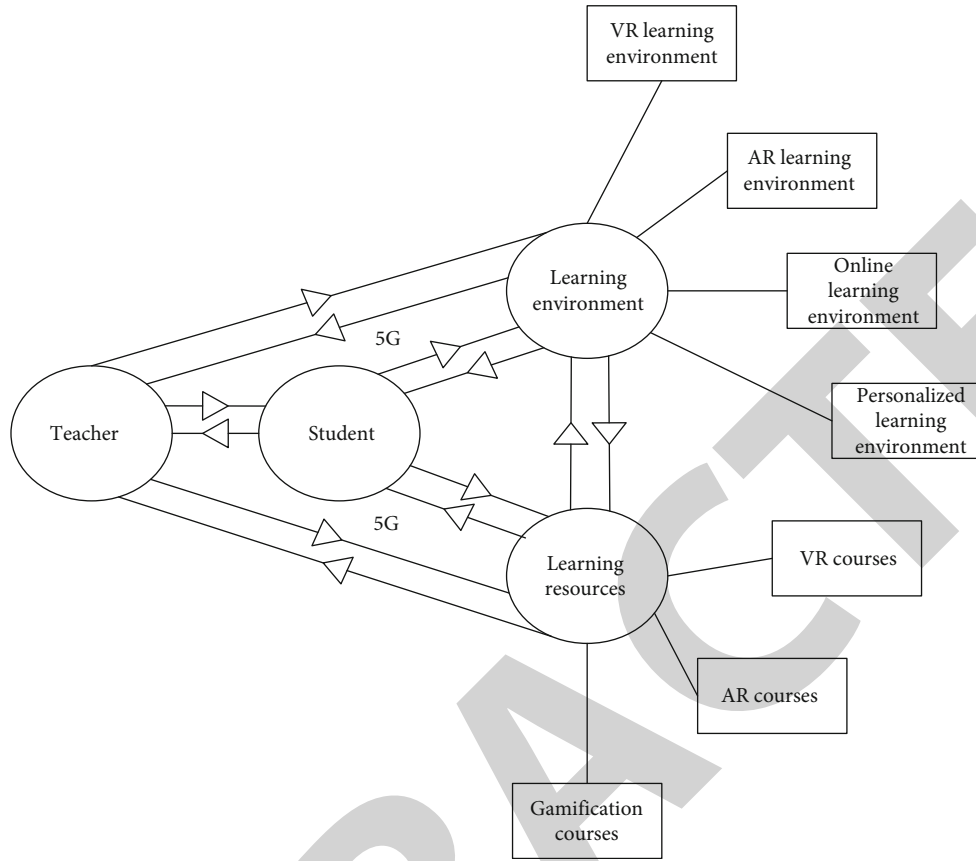 VR learning
environment
AR learning
environment
Online
learning
environment
Personalized
learning
environment
Learning
environment
5G
Teacher
Student
5G
Learning
resources
VR courses
AR courses
Gamification
courses